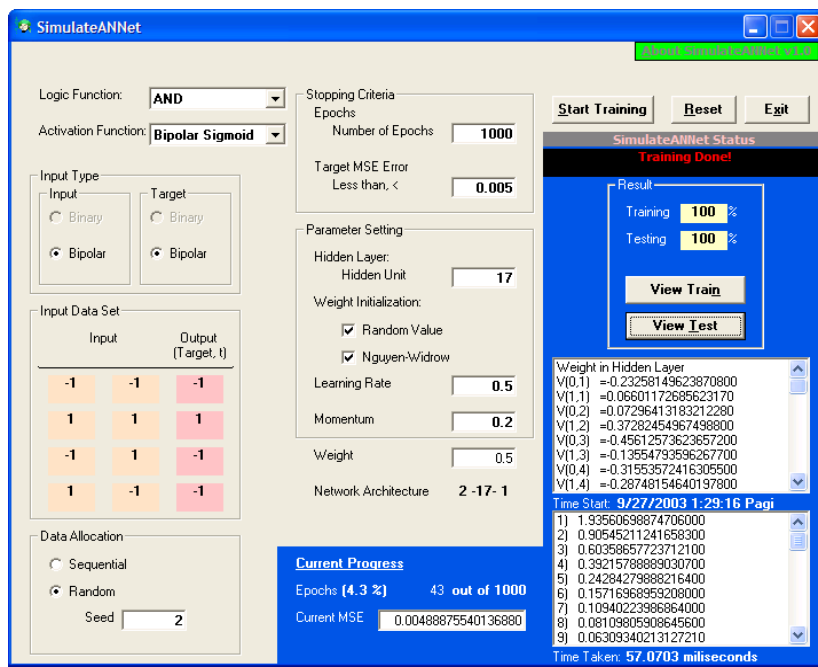 SimulateANNet
About SimulateANNet v1.0
Logic Function: AND
Activation Function: Bipolar Sigmoid
Input Type
Input
Binary
Bipolar
Target
Binary
Bipolar
Input Data Set
Input Output
(Target, t)
-1 -1 -1
1 1 1
-1 1 -1
1 -1 -1
Data Allocation
Sequential
Random
Seed 2
Stopping Criteria
Epochs
Number of Epochs 1000
Target MSE Error
Less than, < 0.005
Parameter Setting
Hidden Layer:
Hidden Unit 17
Weight Initialization:
Random Value
Nguyen-Widrow
Learning Rate 0.5
Momentum 0.2
Weight 0.5
Network Architecture 2 -17- 1
Current Progress
Epochs (4.3 %) 43 out of 1000
Current MSE 0.00488875540136880
Start Training Reset Exit
SimulateANNet Status
Training Done!
Result
Training 100 %
Testing 100 %
View Train
View Test
Weight in Hidden Layer
V(0,1) =-0.23258149623870800
V(1,1) =0.06601172685623170
V(0,2) =0.07296413183212280
V(1,2) =0.37282454967498800
V(0,3) =-0.45612573623657200
V(1,3) =-0.13554793596267700
V(0,4) =-0.31553572416305500
V(1,4) =-0.28748154640197800
Time Start: 9/27/2003 1:29:16 Pagi
1) 1.93560698874706000
2) 0.90545211241658300
3) 0.60358657723712100
4) 0.39215788889030700
5) 0.24284279888216400
6) 0.15716968959208000
7) 0.10940223986864000
8) 0.08109805908645600
9) 0.06309340213127210
Time Taken: 57.0703 miliseconds